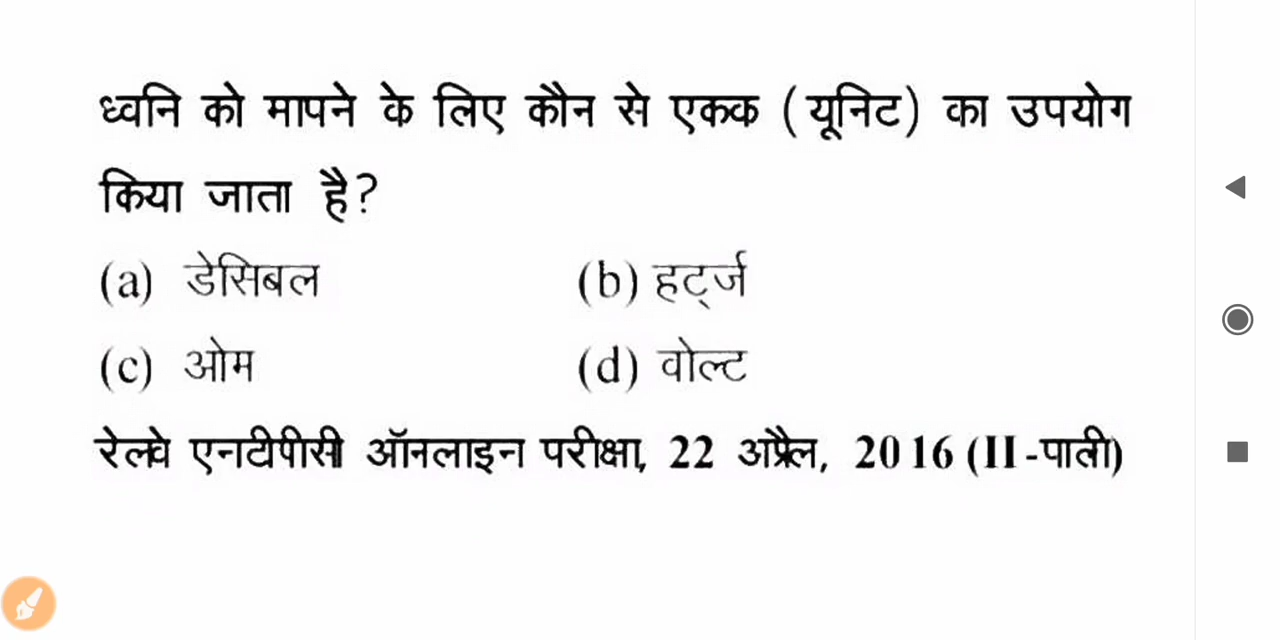 ध्वनि को मापने के लिए कौन से एकक (यूनिट) का उपयोग
किया जाता है?
(a) डेसिबल (b) हर्ट्ज
(c) ओम (d) वोल्ट
रेलवे एनटीपीसी ऑनलाइन परीक्षा, 22 अप्रैल, 2016 (II-पाली)